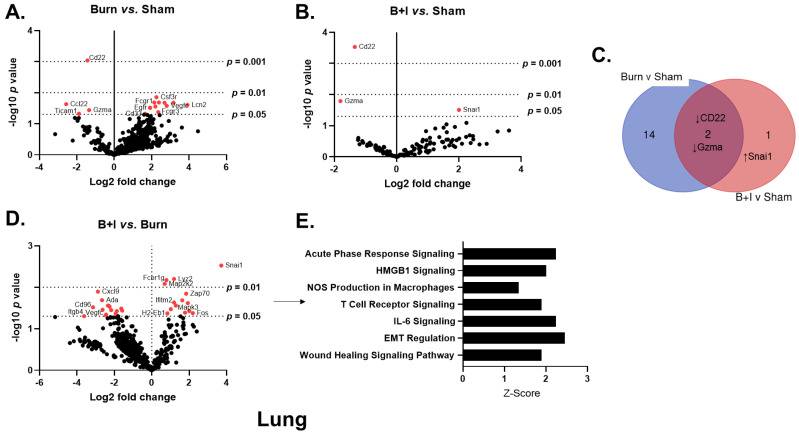 A.
Burn vs. Sham
-log10 p value
4
3
2
1
0
-4
-2
0
2
4
6
Log2 fold change
Cd22
p = 0.001
p = 0.01
p = 0.05
Ccl22
Ticam1
Gzma
Csf3r
Fcgr1
Egfr
Vegfa
Lcn2
Fcgr3
B.
B+I vs. Sham
-log10 p value
4
2
0
-2
0
2
4
Log2 fold change
Cd22
Gzma
Snai1
p = 0.001
p = 0.01
p = 0.05
C.
Burn v Sham
14
↓CD22
2
↓Gzma
1
↑Snai1
B+I v Sham
D.
B+I vs. Burn
-log10 p value
3
2
1
0
-6
-4
-2
0
2
4
Log2 fold change
Snai1
Lyz2
Map2k2
p = 0.01
Cxcl9
Zap70
Ada
Cd96
Mapk3
Itgb4
H2-Eb1
Fos
p = 0.05
E.
Acute Phase Response Signaling
HMGB1 Signaling
NOS Production in Macrophages
T Cell Receptor Signaling
IL-6 Signaling
EMT Regulation
Wound Healing Signaling Pathway
0
1
2
3
Z-Score
Lung